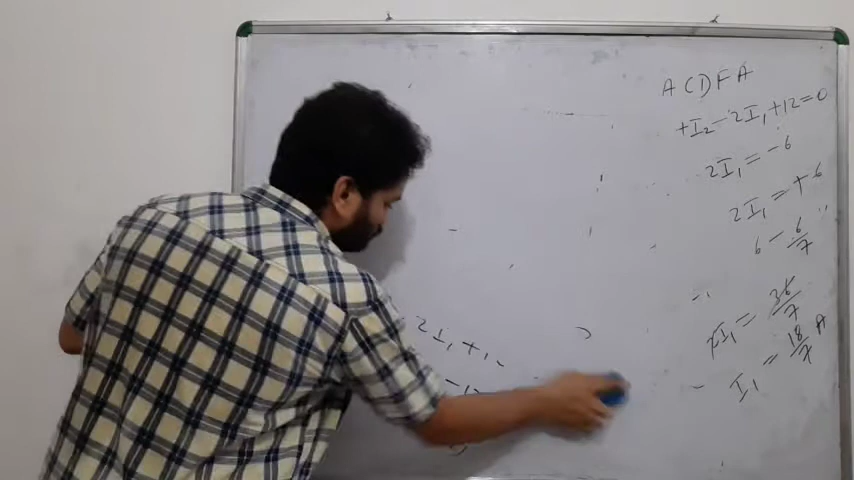 ACDFA
+I₂-2I₁+12=0
2I₁=-6
2I₁=+6
6-6/7
2I₁=36/7
I₁=18/7 A
2I₁+1